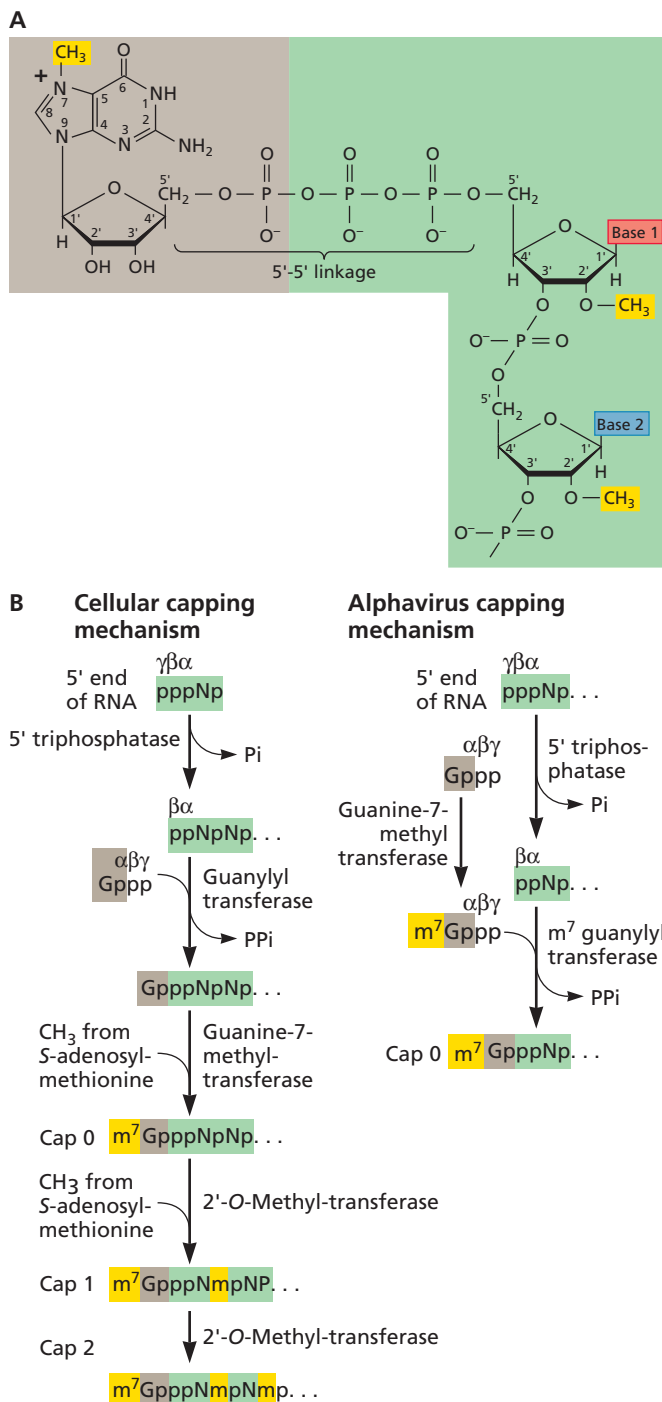 A
CH3
O
+
N
7
5
6
1
NH
8
9
N
4
3
N
2
NH2
O
CH2
5'
O
P
O
P
O
P
O
CH2
5'
O
O
O
O-
O-
O-
1'
2'
3'
4'
H
OH
OH
5'-5' linkage
O
Base 1
4'
3'
2'
1'
H
H
O
O
CH3
O-
P
O
O
5'
CH2
O
Base 2
4'
3'
2'
1'
H
O
O
CH3
O-
P
O
B
Cellular capping
mechanism
γβα
5' end
of RNA
pppNp
5' triphosphatase
Pi
βα
ppNpNp. . .
αβγ
Gppp
Guanylyl
transferase
PPi
GpppNpNp. . .
CH3 from
S-adenosyl-
methionine
Guanine-7-
methyl-
transferase
Cap 0
m7GpppNpNp. . .
CH3 from
S-adenosyl-
methionine
2'-O-Methyl-transferase
Cap 1
m7GpppNmpNP. . .
Cap 2
2'-O-Methyl-transferase
m7GpppNmpNmp. . .
Alphavirus capping
mechanism
γβα
5' end
of RNA
pppNp. . .
αβγ
Gppp
5' triphos-
phatase
Pi
Guanine-7-
methyl
transferase
βα
ppNp. . .
αβγ
m7Gppp
m7 guanylyl
transferase
PPi
Cap 0
m7 GpppNp. . .